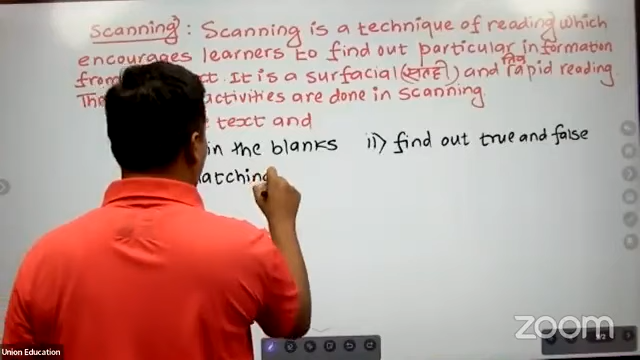 Scanning : Scanning is a technique of reading which
encourages learners to find out particular information
from ct. It is a surfacial (सतही) and rapid reading.
तिव्र
The activities are done in scanning.
text and
in the blanks ii) find out true and false
atching
Union Education
zoom